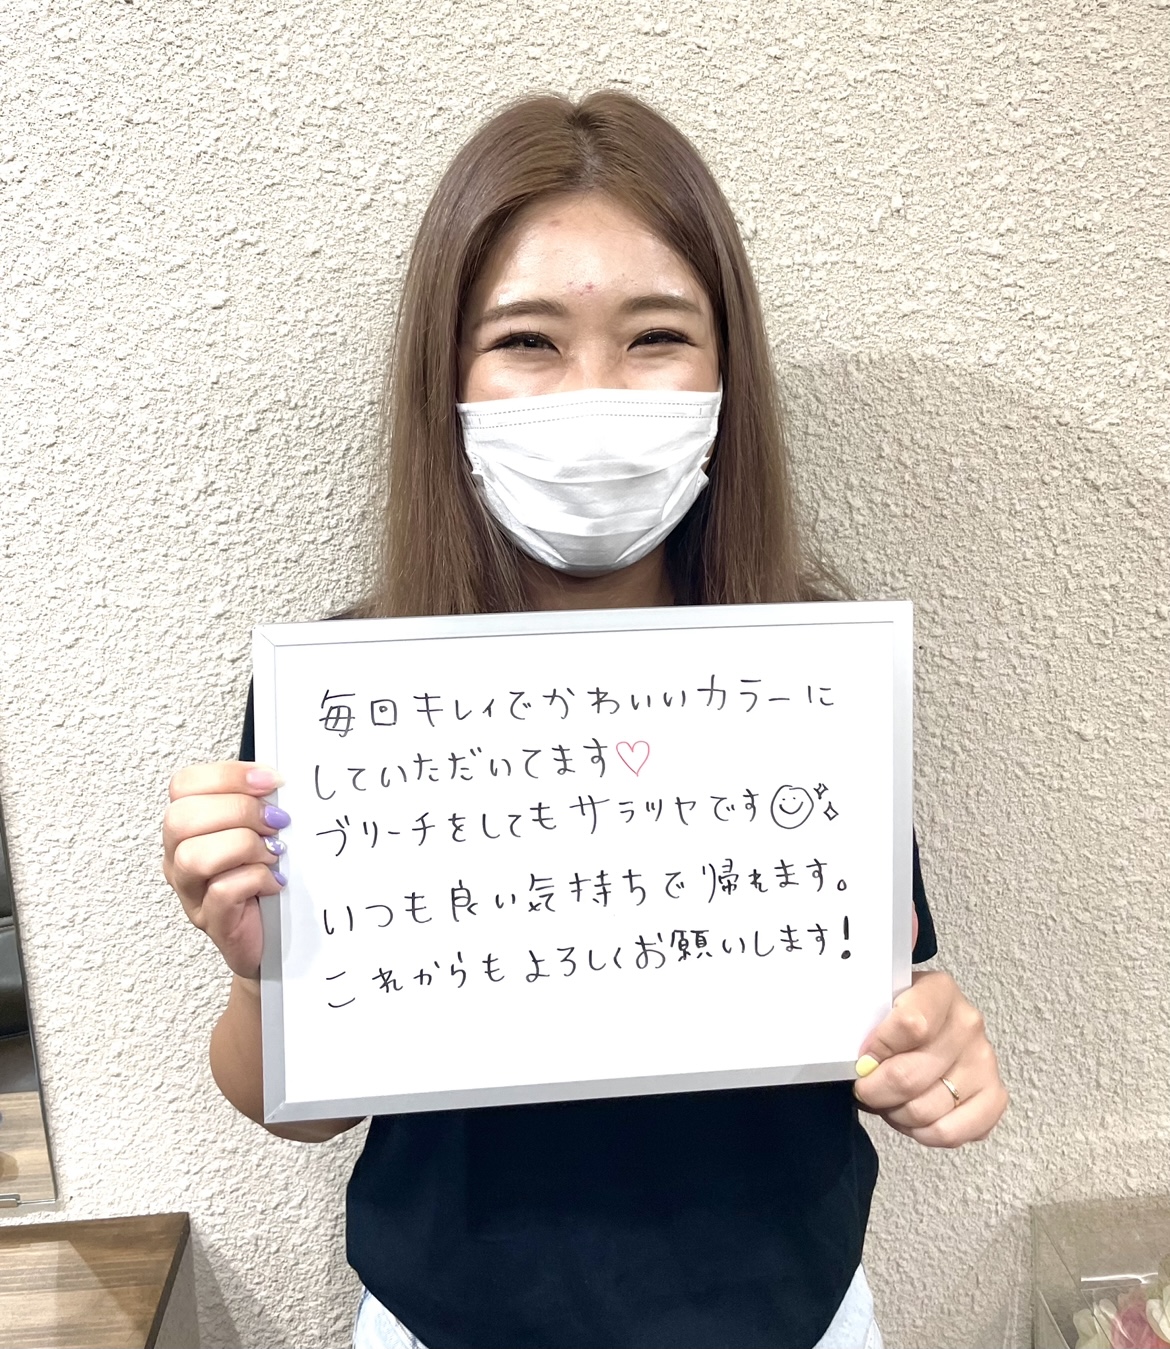 毎回キレイでかわいいカラーに
していただいてます♡
ブリーチをしてもサラツヤです☺✨
いつも良い気持ちで帰れます。
これからもよろしくお願いします!